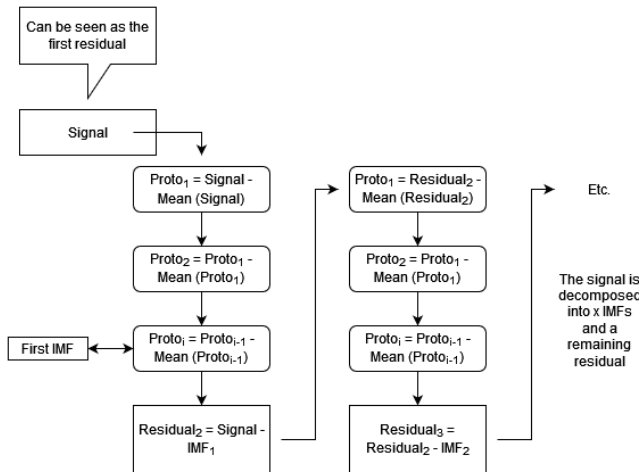 Can be seen as the
first residual
Signal
Proto₁ = Signal -
Mean (Signal)
Proto₂ = Proto₁ -
Mean (Proto₁)
First IMF
Protoᵢ = Protoᵢ₋₁ -
Mean (Protoᵢ₋₁)
Residual₂ = Signal -
IMF₁
Proto₁ = Residual₂ -
Mean (Residual₂)
Proto₂ = Proto₁ -
Mean (Proto₁)
Protoᵢ = Protoᵢ₋₁ -
Mean (Protoᵢ₋₁)
Residual₃ =
Residual₂ - IMF₂
Etc.
The signal is
decomposed
into x IMFs
and a
remaining
residual